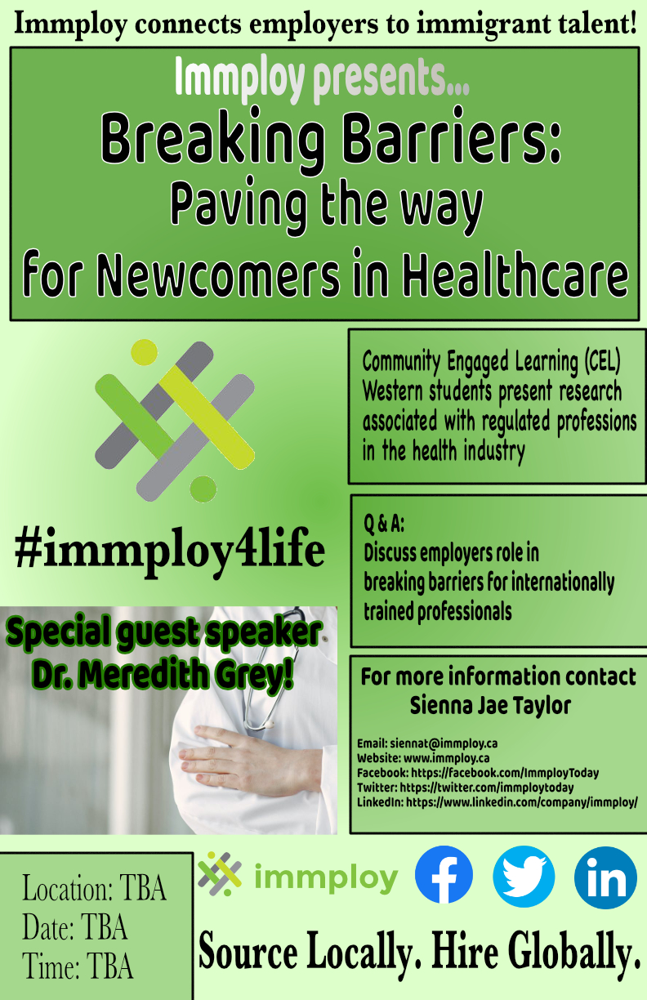 Immploy connects employers to immigrant talent!
Immploy presents...
Breaking Barriers:
Paving the way
for Newcomers in Healthcare
Community Engaged Learning (CEL)
Western students present research
associated with regulated professions
in the health industry
#immploy4life
Q & A:
Discuss employers role in
breaking barriers for internationally
trained professionals
Special guest speaker
Dr. Meredith Grey!
For more information contact
Sienna Jae Taylor
Email: siennat@immploy.ca
Website: www.immploy.ca
Facebook: https://facebook.com/ImmployToday
Twitter: https://twitter.com/immploytoday
LinkedIn: https://www.linkedin.com/company/immploy/
Location: TBA
Date: TBA
Time: TBA
immploy
f
in
Source Locally. Hire Globally.